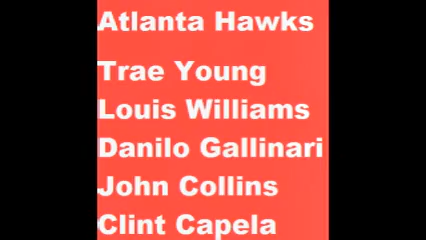 Atlanta Hawks
Trae Young
Louis Williams
Danilo Gallinari
John Collins
Clint Capela